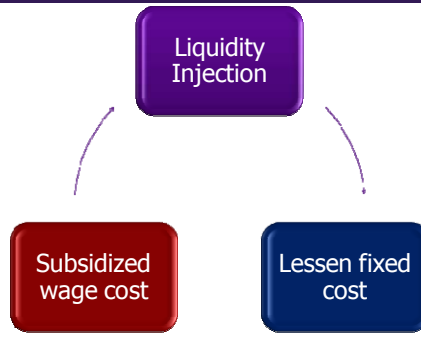 Liquidity
Injection
Subsidized
wage cost
Lessen fixed
cost